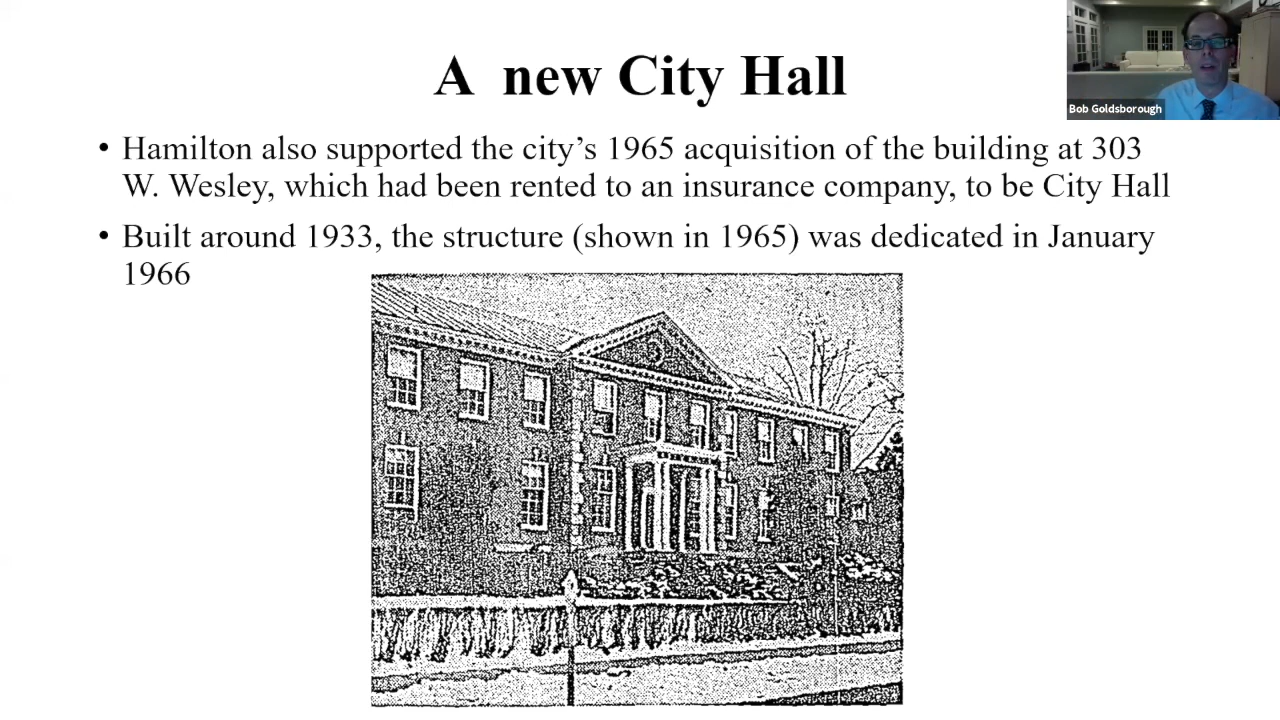 A new City Hall
Bob Goldsborough
• Hamilton also supported the city’s 1965 acquisition of the building at 303
W. Wesley, which had been rented to an insurance company, to be City Hall
• Built around 1933, the structure (shown in 1965) was dedicated in January
1966